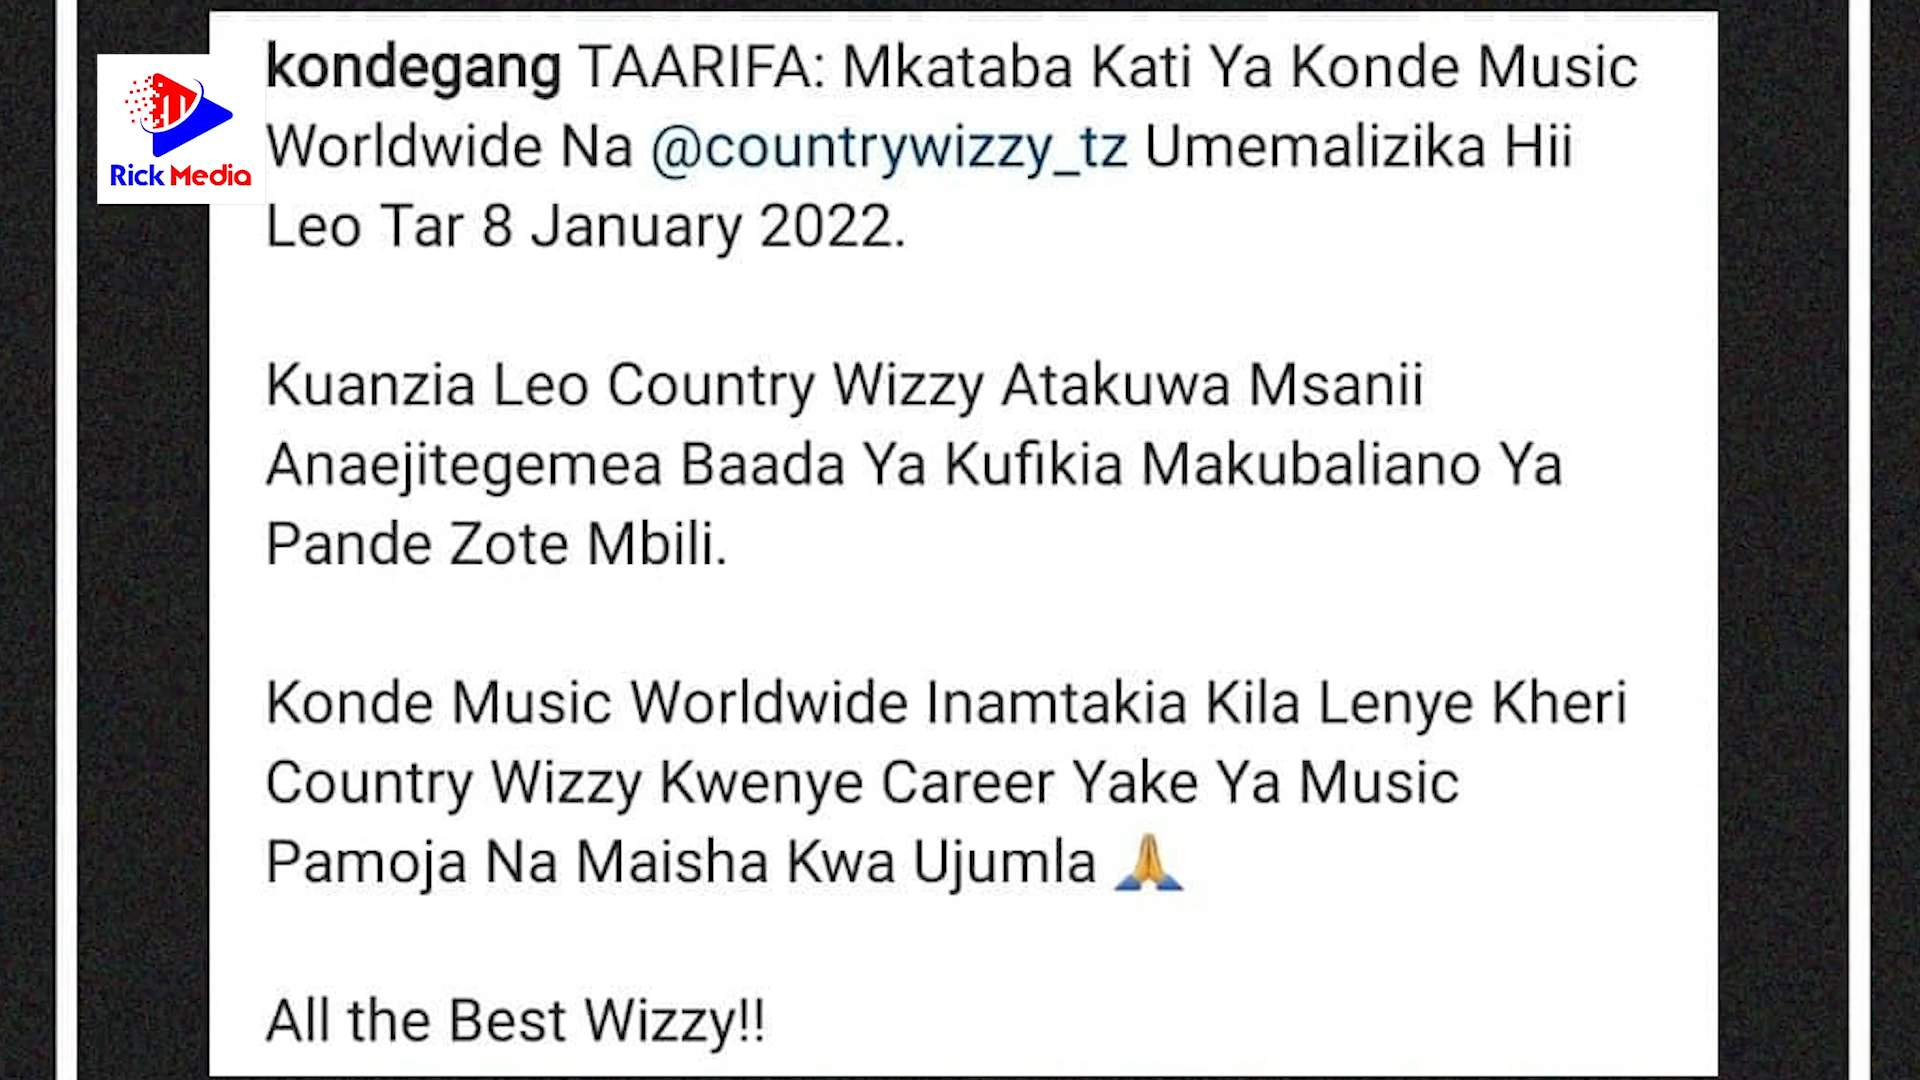 kondegang TAARIFA: Mkataba Kati Ya Konde Music
Worldwide Na @countrywizzy_tz Umemalizika Hii
Leo Tar 8 January 2022.
Kuanzia Leo Country Wizzy Atakuwa Msanii
Anaejitegemea Baada Ya Kufikia Makubaliano Ya
Pande Zote Mbili.
Konde Music Worldwide Inamtakia Kila Lenye Kheri
Country Wizzy Kwenye Career Yake Ya Music
Pamoja Na Maisha Kwa Ujumla 🙏
All the Best Wizzy!!
Rick Media